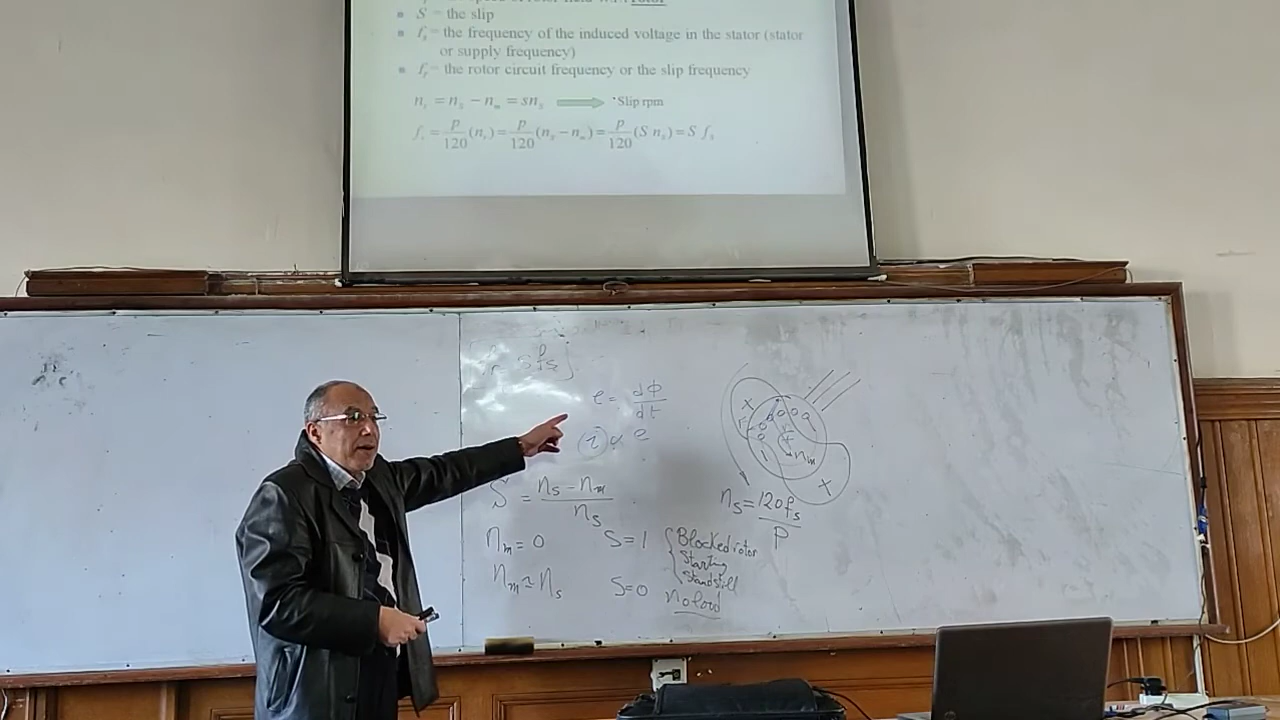 S = the slip
fs = the frequency of the induced voltage in the stator (stator
or supply frequency)
fr = the rotor circuit frequency or the slip frequency
nr = ns − nm = sns Slip rpm
fr = p/120 (nr) = p/120 (ns − nm) = p/120 (S ns) = S fs
fr = S fs
e = dΦ/dt
i α e
S = (ns − nm)/ns
ns = 120fs/P
nm = 0 S = 1 Blocked rotor
Starting
Standstill
nm ≃ ns S=0 no load
nm